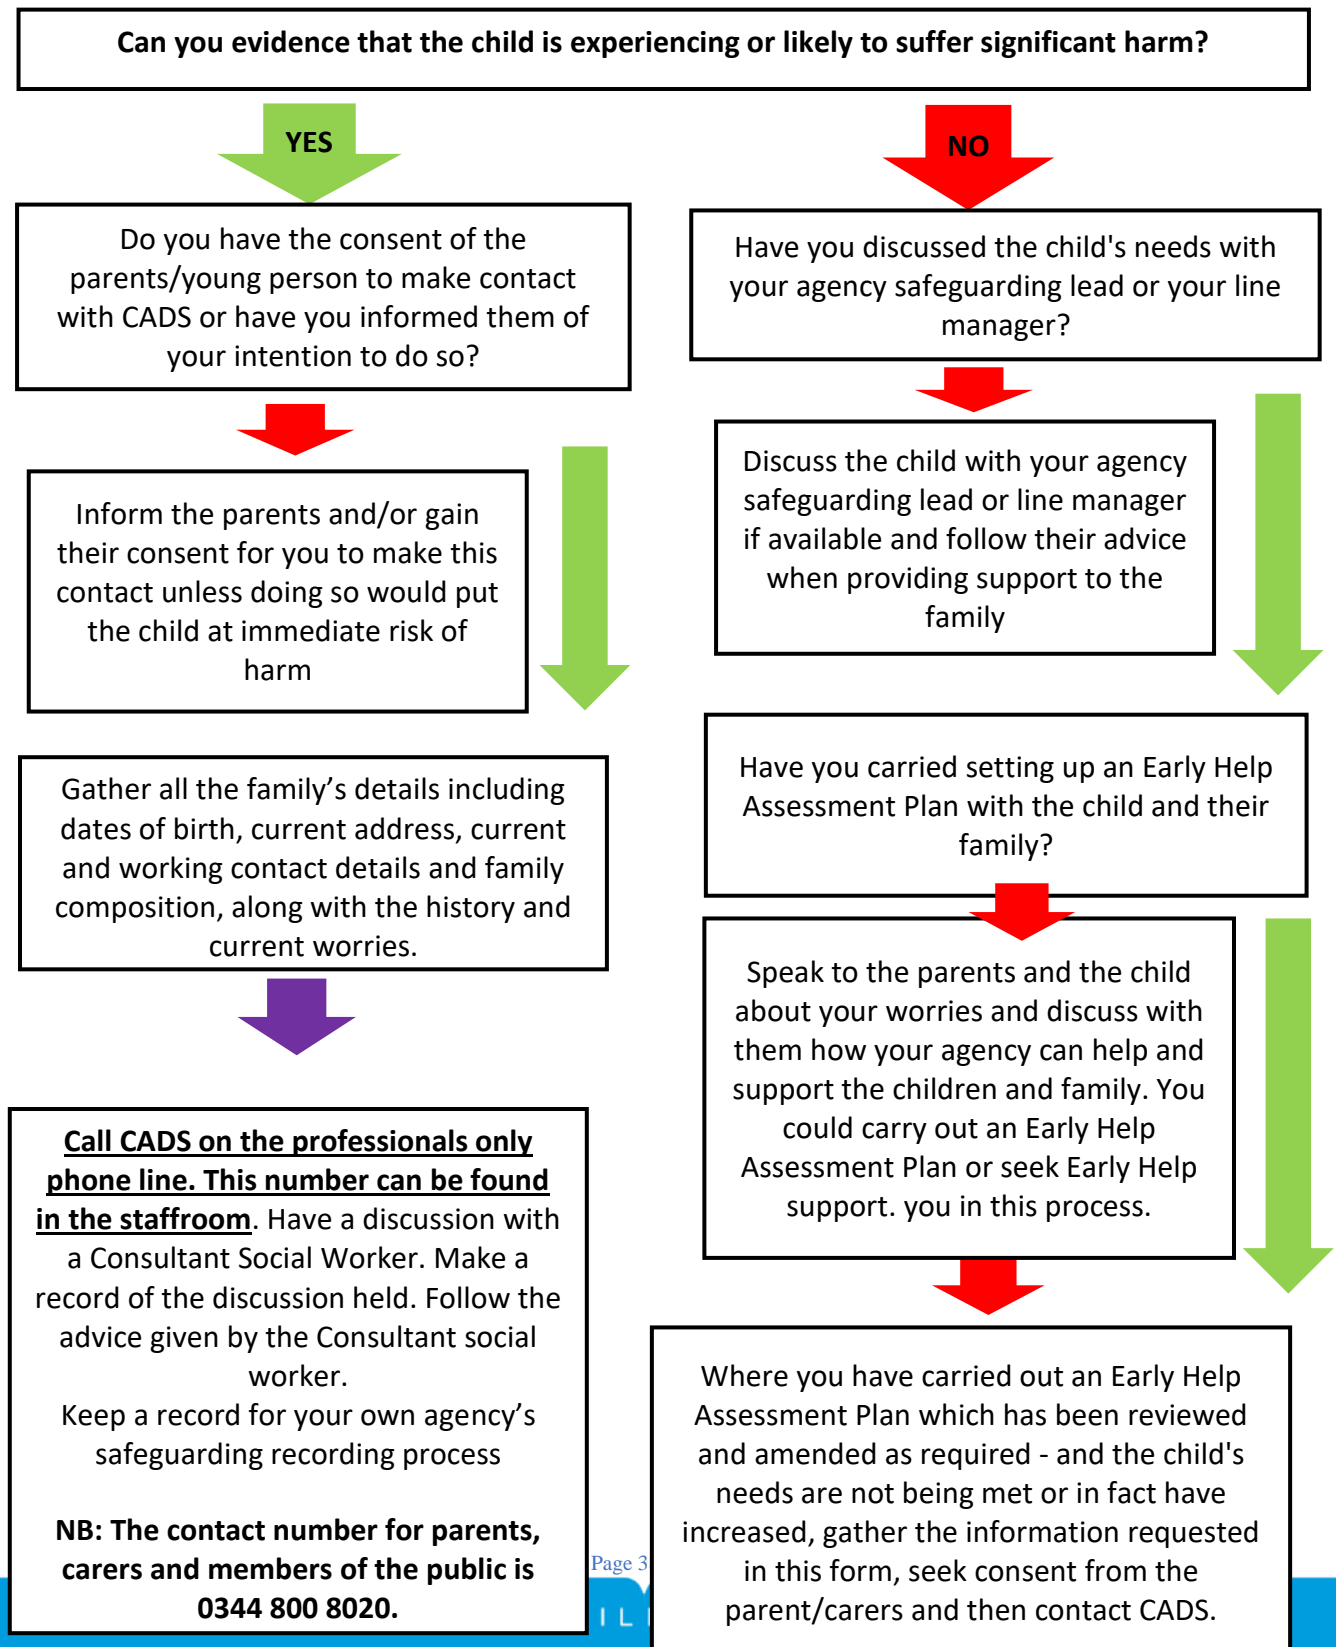 Can you evidence that the child is experiencing or likely to suffer significant harm?
YES
NO
Do you have the consent of the
parents/young person to make contact
with CADS or have you informed them of
your intention to do so?
Inform the parents and/or gain
their consent for you to make this
contact unless doing so would put
the child at immediate risk of
harm
Gather all the family’s details including
dates of birth, current address, current
and working contact details and family
composition, along with the history and
current worries.
Call CADS on the professionals only
phone line. This number can be found
in the staffroom. Have a discussion with
a Consultant Social Worker. Make a
record of the discussion held. Follow the
advice given by the Consultant social
worker.
Keep a record for your own agency’s
safeguarding recording process
NB: The contact number for parents,
carers and members of the public is
0344 800 8020.
Have you discussed the child's needs with
your agency safeguarding lead or your line
manager?
Discuss the child with your agency
safeguarding lead or line manager
if available and follow their advice
when providing support to the
family
Have you carried setting up an Early Help
Assessment Plan with the child and their
family?
Speak to the parents and the child
about your worries and discuss with
them how your agency can help and
support the children and family. You
could carry out an Early Help
Assessment Plan or seek Early Help
support. you in this process.
Where you have carried out an Early Help
Assessment Plan which has been reviewed
and amended as required - and the child's
needs are not being met or in fact have
increased, gather the information requested
in this form, seek consent from the
parent/carers and then contact CADS.
Page 3